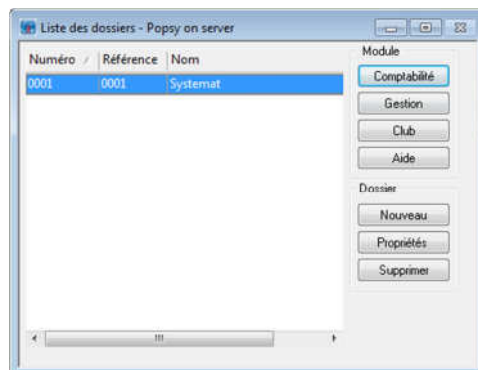 Liste des dossiers - Popsy on server
Numéro Référence Nom
0001 0001 Systemat
Module
Comptabilité
Gestion
Club
Aide
Dossier
Nouveau
Propriétés
Supprimer